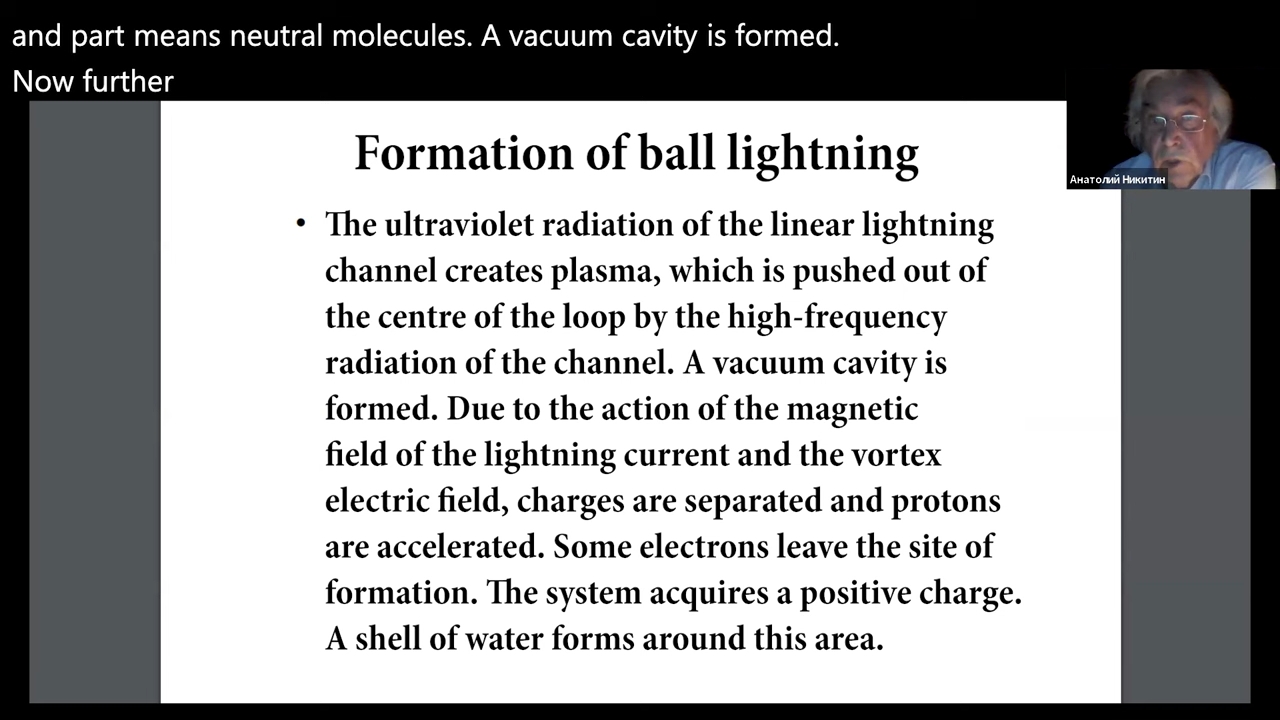 and part means neutral molecules. A vacuum cavity is formed.
Now further
Анатолий Никитин
Formation of ball lightning
• The ultraviolet radiation of the linear lightning
channel creates plasma, which is pushed out of
the centre of the loop by the high-frequency
radiation of the channel. A vacuum cavity is
formed. Due to the action of the magnetic
field of the lightning current and the vortex
electric field, charges are separated and protons
are accelerated. Some electrons leave the site of
formation. The system acquires a positive charge.
A shell of water forms around this area.